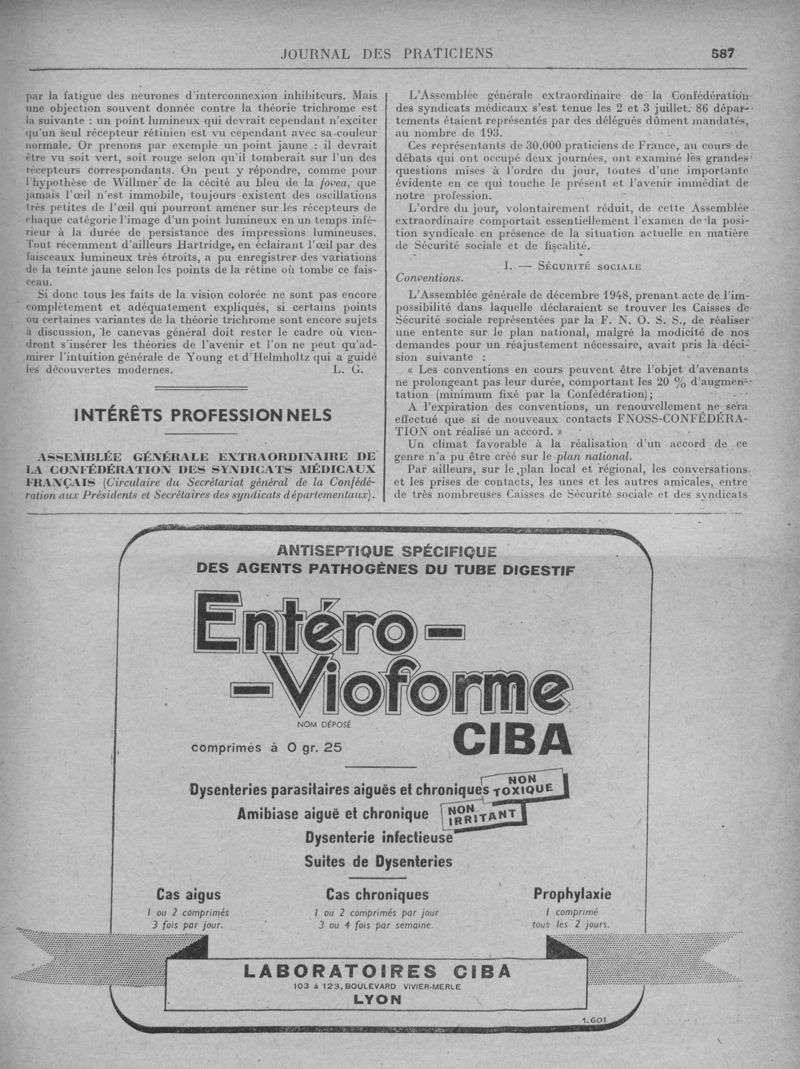 JOURNAL DES PRATICIENS 587
par la fatigue des neurones d'interconnexion inhibiteurs. Mais
une objection souvent donnée contre la théorie trichrome est
la suivante : un point lumineux qui devrait cependant n'exciter
qu'un seul récepteur rétinien est vu cependant avec sa couleur
normale. Or prenons par exemple un point jaune : il devrait
être vu soit vert, soit rouge selon qu'il tomberait sur l'un des
récepteurs correspondants. On peut y répondre, comme pour
l'hypothèse de Willmer de la cécité au bleu de la fovea, que
jamais l'œil n'est immobile, toujours existent des oscillations
très petites de l'œil qui pourront amener sur les récepteurs de
chaque catégorie l'image d'un point lumineux en un temps infé-
rieur à la durée de persistance des impressions lumineuses.
Tout récemment d'ailleurs Hartridge, en éclairant l'œil par des
faisceaux lumineux très étroits, a pu enregistrer des variations
de la teinte jaune selon les points de la rétine où tombe ce fais-
ceau.
Si donc tous les faits de la vision colorée ne sont pas encore
complètement et adéquatement expliqués, si certains points
ou certaines variantes de la théorie trichrome sont encore sujets
à discussion, le canevas général doit rester le cadre où vien-
dront s'insérer les théories de l'avenir et l'on ne peut qu'ad-
mirer l'intuition générale de Young et d'Helmholtz qui a guidé
les découvertes modernes. L. G.
INTÉRÊTS PROFESSIONNELS
ASSEMBLÉE GÉNÉRALE EXTRAORDINAIRE DE
LA CONFÉDÉRATION DES SYNDICATS MÉDICAUX
FRANÇAIS (Circulaire du Secrétariat général de la Confédé-
ration aux Présidents et Secrétaires des syndicats départementaux).
L'Assemblée générale extraordinaire de la Confédération
des syndicats médicaux s'est tenue les 2 et 3 juillet. 86 dépar-
tements étaient représentés par des délégués dûment mandatés,
au nombre de 193.
Ces représentants de 30.000 praticiens de France, au cours de
débats qui ont occupé deux journées, ont examiné les grandes
questions mises à l'ordre du jour, toutes d'une importante
évidente en ce qui touche le présent et l'avenir immédiat de
notre profession.
L'ordre du jour, volontairement réduit, de cette Assemblée
extraordinaire comportait essentiellement l'examen de la posi-
tion syndicale en présence de la situation actuelle en matière
de Sécurité sociale et de fiscalité.
I. — SÉCURITÉ SOCIALE
Conventions.
L'Assemblée générale de décembre 1948, prenant acte de l'im-
possibilité dans laquelle déclaraient se trouver les Caisses de
Sécurité sociale représentées par la F. N. O. S. S., de réaliser
une entente sur le plan national, malgré la modicité de nos
demandes pour un réajustement nécessaire, avait pris la déci-
sion suivante :
« Les conventions en cours peuvent être l'objet d'avenants
ne prolongeant pas leur durée, comportant les 20 % d'augmen-
tation (minimum fixé par la Confédération) ;
A l'expiration des conventions, un renouvellement ne sera
effectué que si de nouveaux contacts FNOSS-CONFÉDÉRA-
TION ont réalisé un accord. »
Un climat favorable à la réalisation d'un accord de ce
genre n'a pu être créé sur le plan national.
Par ailleurs, sur le plan local et régional, les conversations
et les prises de contacts, les unes et les autres amicales, entre
de très nombreuses Caisses de Sécurité sociale et des syndicats
ANTISEPTIQUE SPÉCIFIQUE
DES AGENTS PATHOGÈNES DU TUBE DIGESTIF
Entéro-
-Vioforme
NOM DÉPOSÉ
CIBA
comprimés à 0 gr. 25
Dysenteries parasitaires aiguës et chroniques NON TOXIQUE
Amibiase aiguë et chronique NON IRRITANT
Dysenterie infectieuse
Suites de Dysenteries
Cas aigus
1 ou 2 comprimés
3 fois par jour.
Cas chroniques
1 ou 2 comprimés par jour
3 ou 4 fois par semaine.
Prophylaxie
1 comprimé
tous les 2 jours.
LABORATOIRES CIBA
103 à 123, BOULEVARD VIVIER-MERLE
LYON
1.601